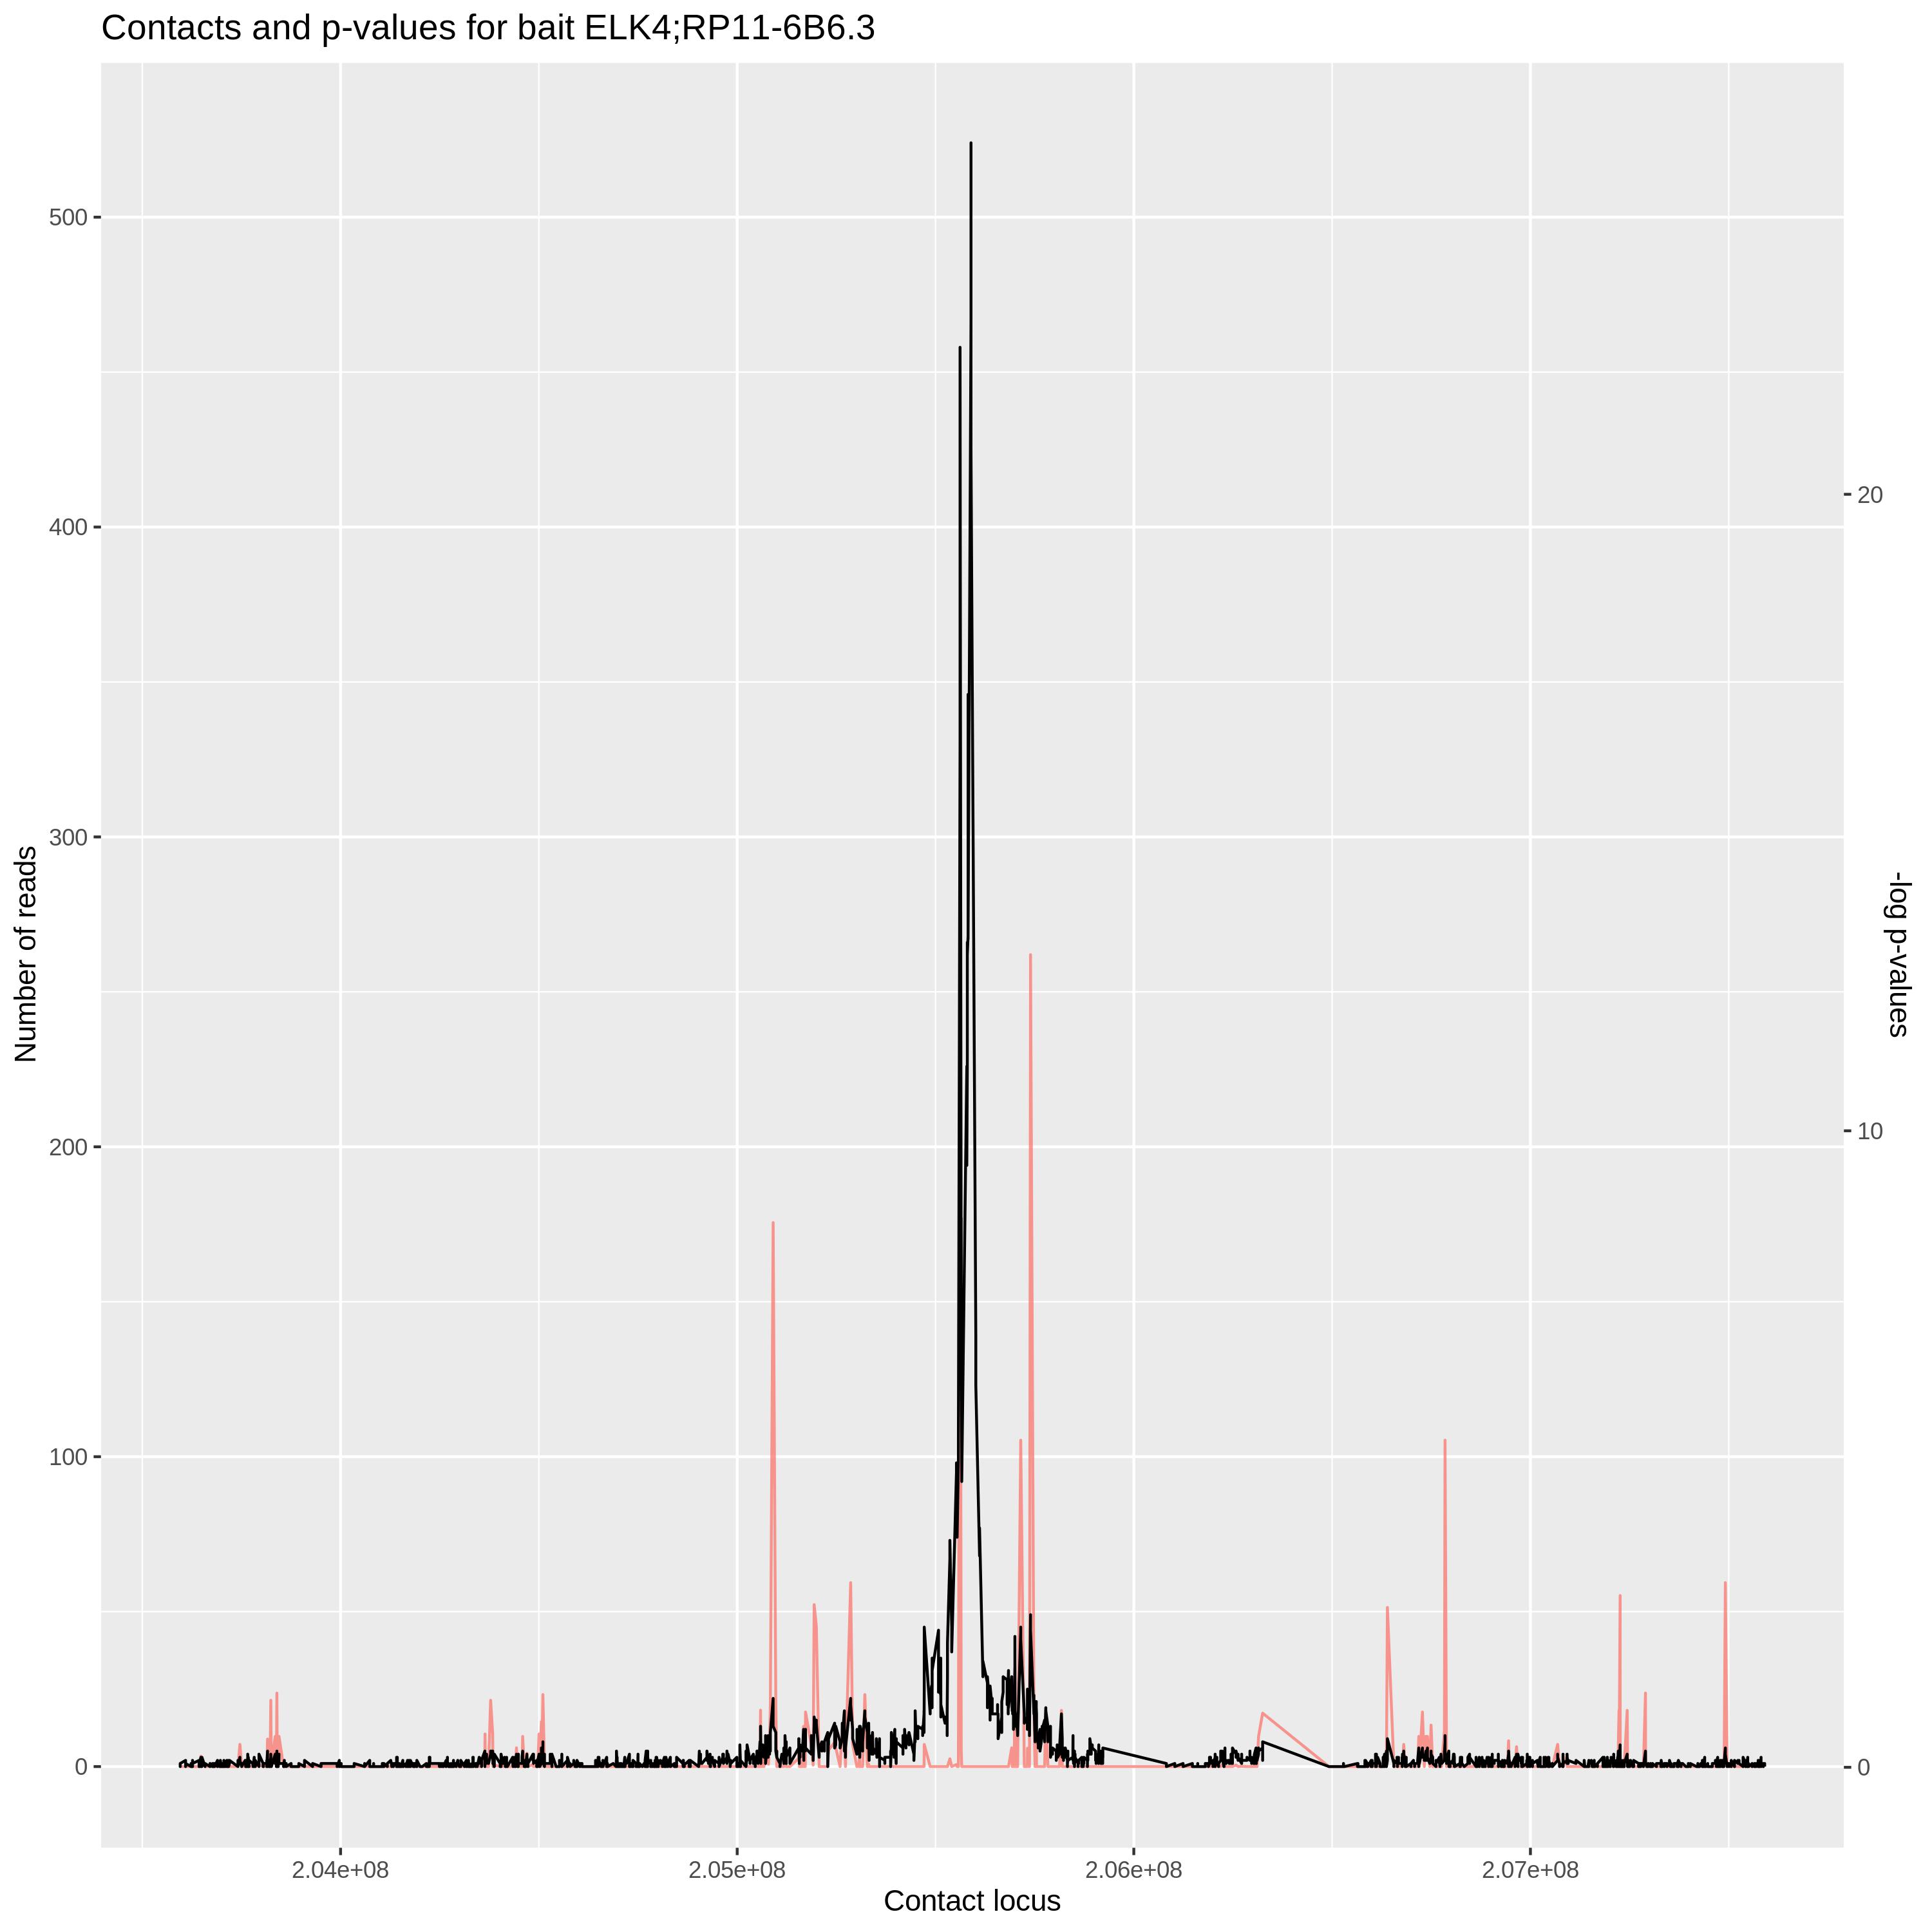 Contacts and p-values for bait ELK4;RP11-6B6.3
500
400
300
200
100
0
Number of reads
20
10
0
-log p-values
2.04e+08
2.05e+08
2.06e+08
2.07e+08
Contact locus